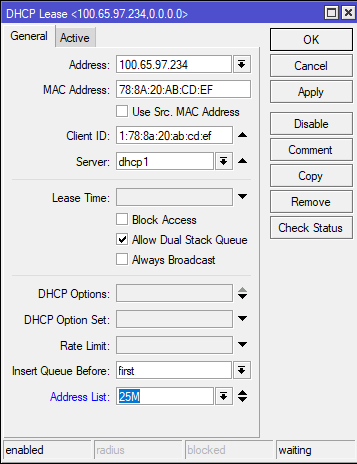 DHCP Lease <100.65.97.234,0.0.0.0>
General Active
OK
Address: 100.65.97.234
Cancel
MAC Address: 78:8A:20:AB:CD:EF
Apply
Use Src. MAC Address
Disable
Client ID: 1:78:8a:20:ab:cd:ef
Comment
Server: dhcp1
Copy
Lease Time:
Remove
Block Access
Check Status
Allow Dual Stack Queue
Always Broadcast
DHCP Options:
DHCP Option Set:
Rate Limit:
Insert Queue Before: first
Address List: 25M
enabled radius blocked waiting